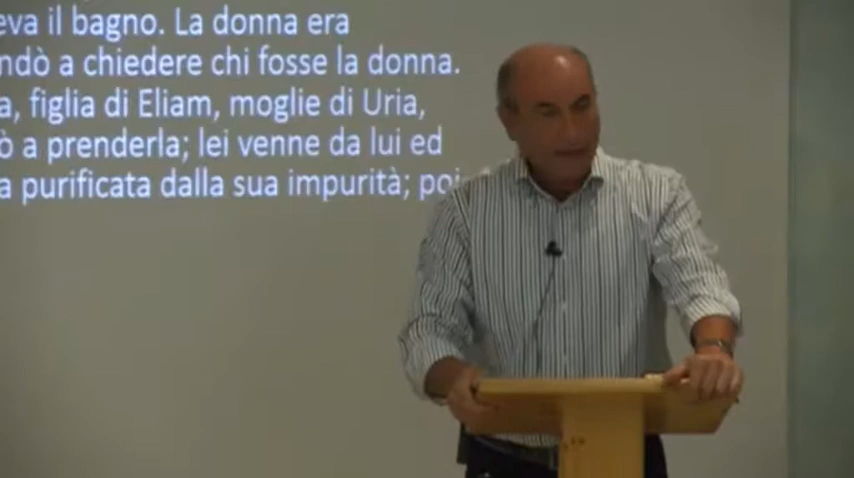 eva il bagno. La donna era
ndò a chiedere chi fosse la donna.
a, figlia di Eliam, moglie di Uria,
ò a prenderla; lei venne da lui ed
a purificata dalla sua impurità; poi